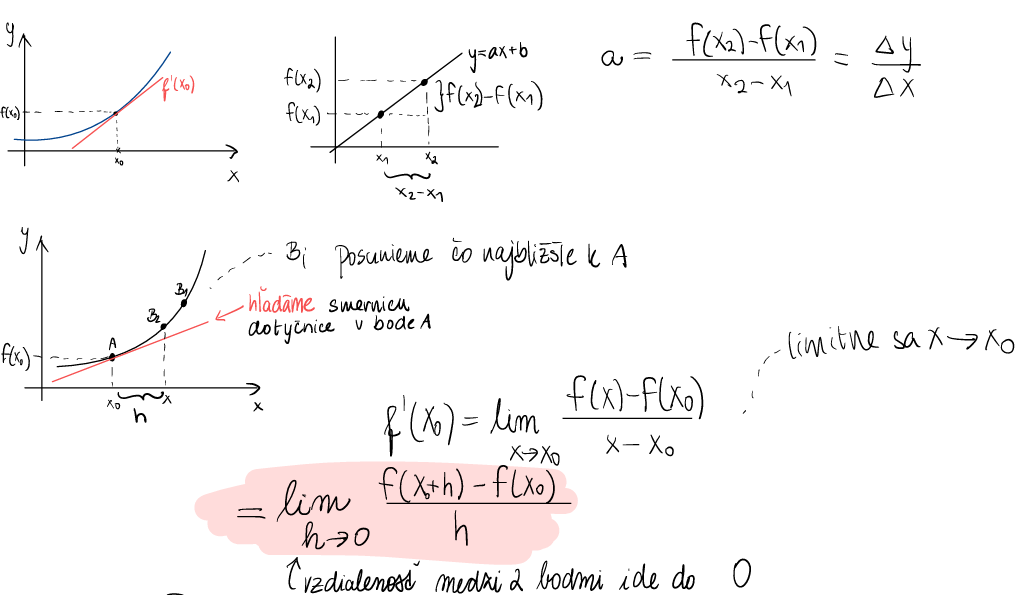 y
f'(x₀)
f(x₀)
x₀
x
y=ax+b
f(x₂)
}f(x₂)-f(x₁)
f(x₁)
x₁ x₂
x₂-x₁
a = f(x₂)-f(x₁) / x₂-x₁ = Δy / Δx
y
Bᵢ posunieme čo najbližšie k A
B₁
hľadáme smernicu
B₂
dotyčnice v bode A
A
f(x₀)
x₀ x x
h
limitne sa x→x₀
f'(x₀) = lim x→x₀ f(x)-f(x₀) / x-x₀
= lim h→0 f(x₀+h)-f(x₀) / h
vzdialenosť medzi 2 bodmi ide do 0